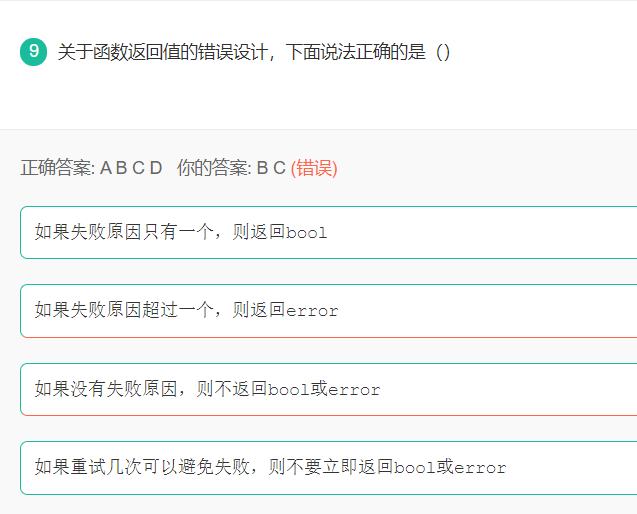 9 关于函数返回值的错误设计，下面说法正确的是（）
正确答案: A B C D 你的答案: B C (错误)
如果失败原因只有一个，则返回bool
如果失败原因超过一个，则返回error
如果没有失败原因，则不返回bool或error
如果重试几次可以避免失败，则不要立即返回bool或error